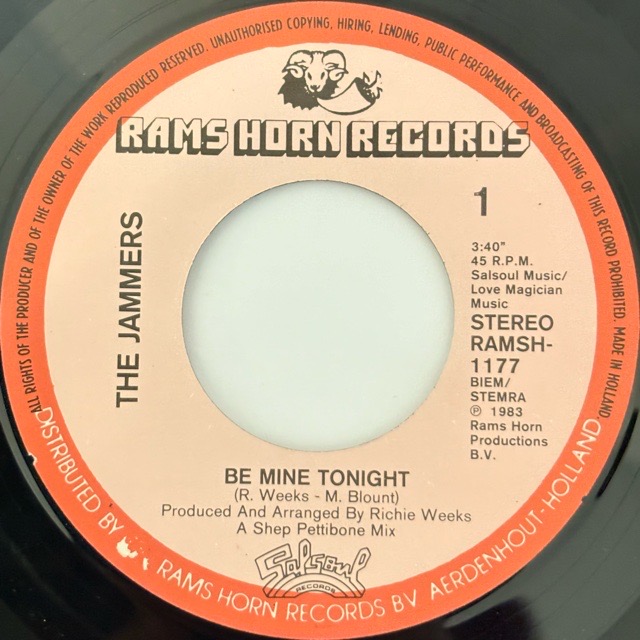 ALL RIGHTS OF THE PRODUCER AND OF THE OWNER OF THE WORK REPRODUCED RESERVED. UNAUTHORISED COPYING, HIRING, LENDING, PUBLIC PERFORMANCE AND BROADCASTING OF THIS RECORD PROHIBITED. MADE IN HOLLAND
RAMS HORN RECORDS
THE JAMMERS
1
3:40"
45 R.P.M.
Salsoul Music/
Love Magician
Music
STEREO
RAMSH-
1177
BIEM/
STEMRA
℗ 1983
Rams Horn
Productions
B.V.
BE MINE TONIGHT
(R. Weeks - M. Blount)
Produced And Arranged By Richie Weeks
A Shep Pettibone Mix
Salsoul
RECORDS
DISTRIBUTED BY RAMS HORN RECORDS BV AERDENHOUT - HOLLAND